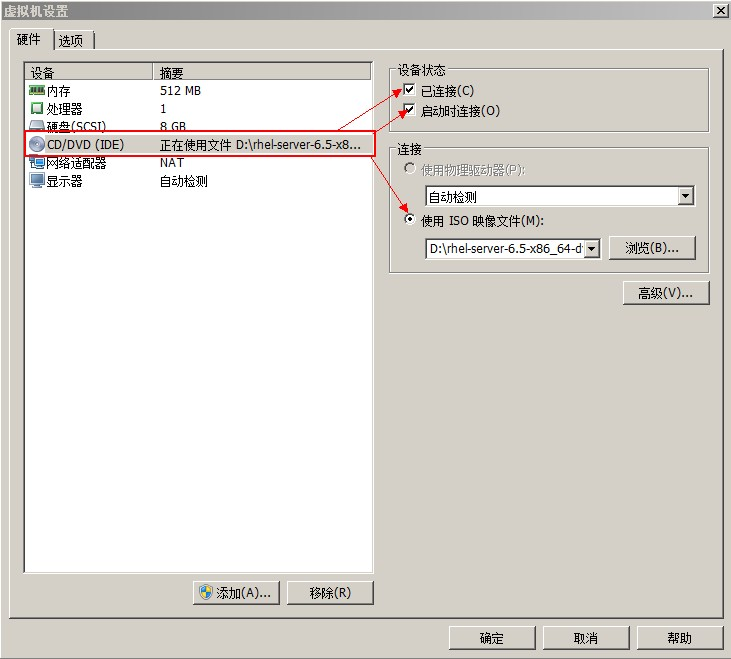 虚拟机设置
硬件 选项
设备 摘要
内存 512 MB
处理器 1
硬盘(SCSI) 8 GB
CD/DVD (IDE) 正在使用文件 D:\rhel-server-6.5-x8...
网络适配器 NAT
显示器 自动检测
添加(A)... 移除(R)
设备状态
已连接(C)
启动时连接(O)
连接
使用物理驱动器(P):
自动检测
使用 ISO 映像文件(M):
D:\rhel-server-6.5-x86_64-d 浏览(B)...
高级(V)...
确定 取消 帮助